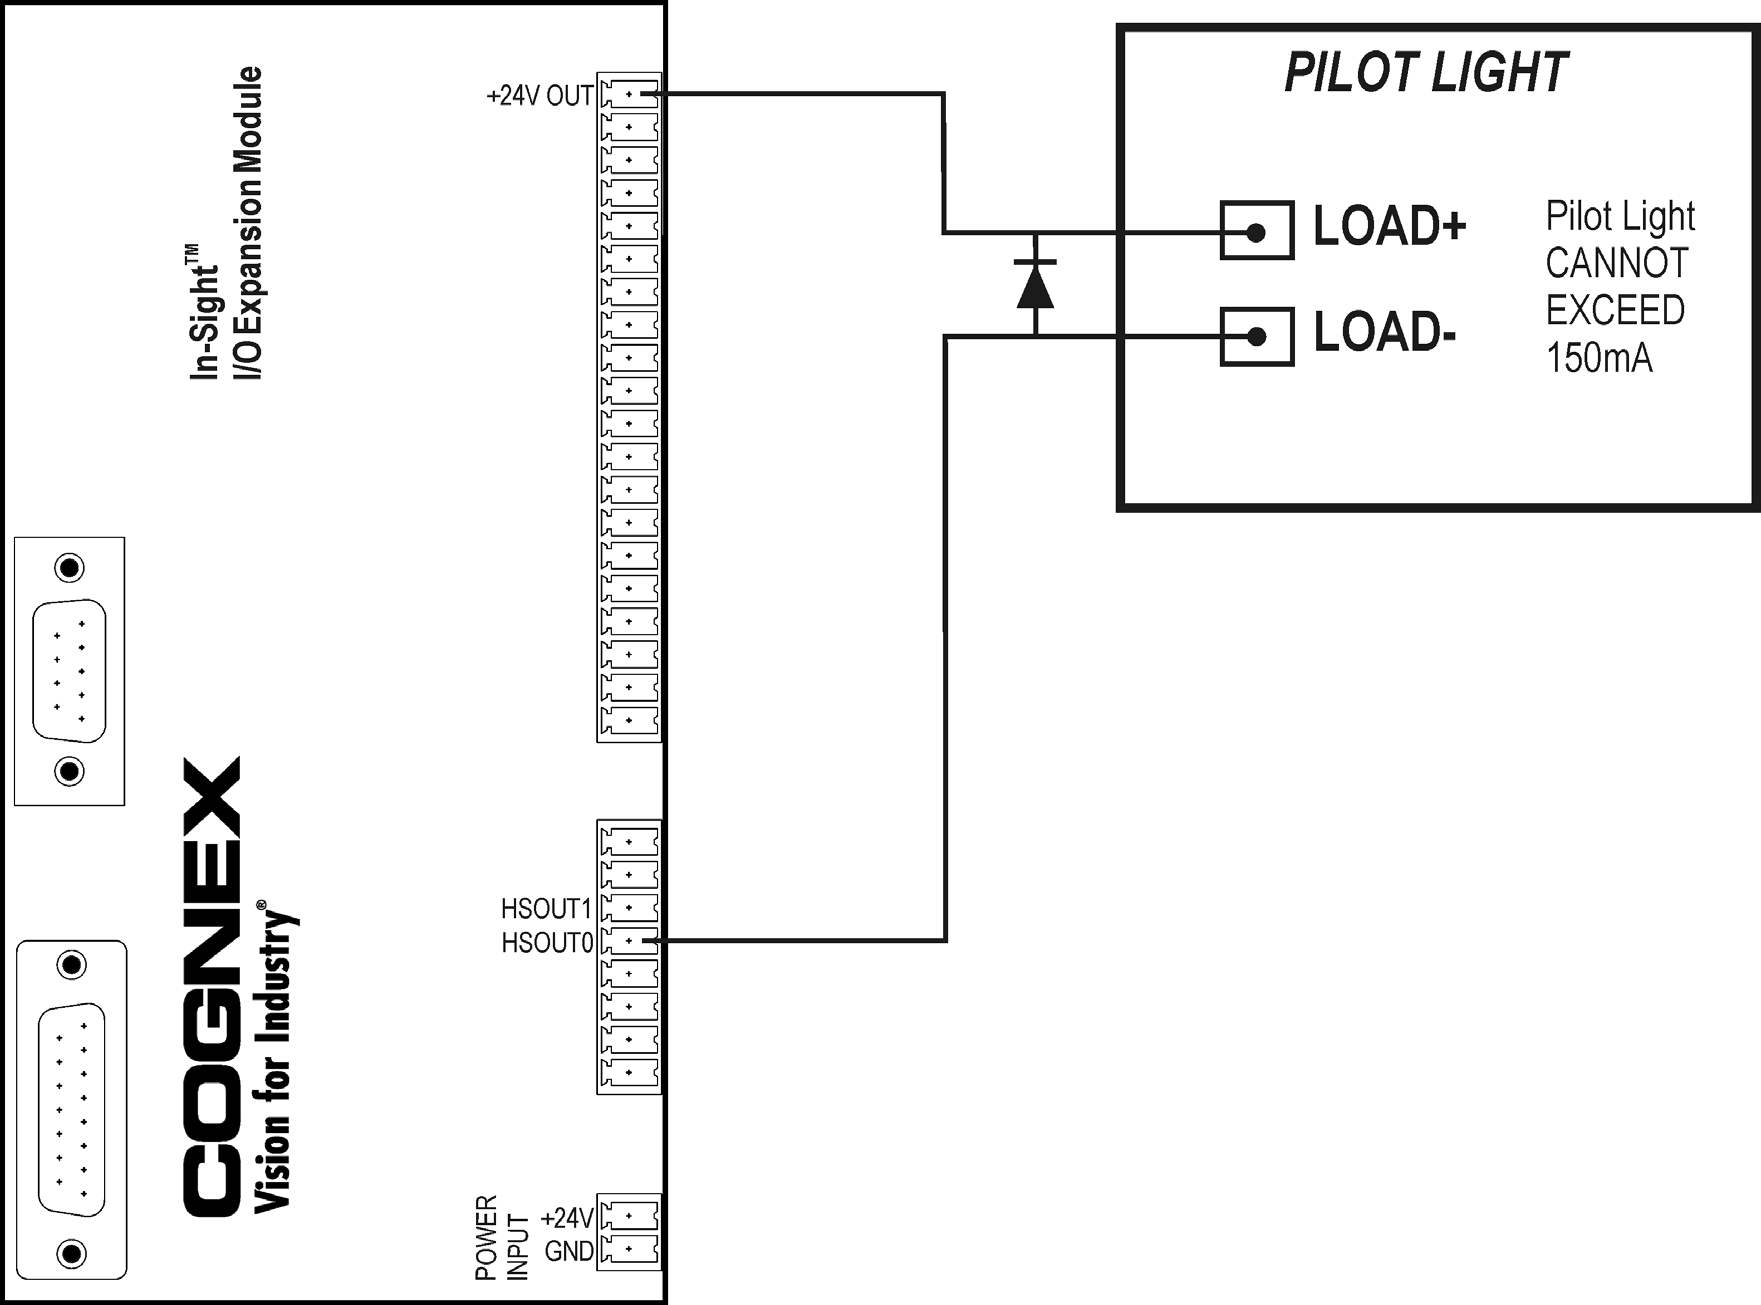 In-Sight™
I/O Expansion Module
+24V OUT
PILOT LIGHT
LOAD+
LOAD-
Pilot Light
CANNOT
EXCEED
150mA
COGNEX
Vision for Industry®
HSOUT1
HSOUT0
POWER
INPUT
+24V
GND